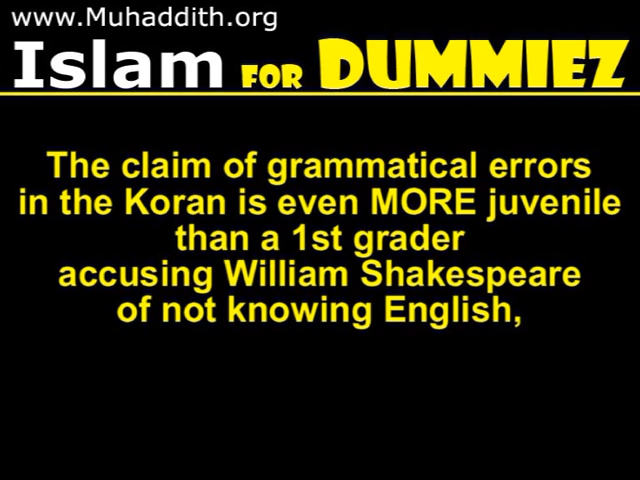 www.Muhaddith.org
Islam FOR DUMMIEZ
The claim of grammatical errors
in the Koran is even MORE juvenile
than a 1st grader
accusing William Shakespeare
of not knowing English,